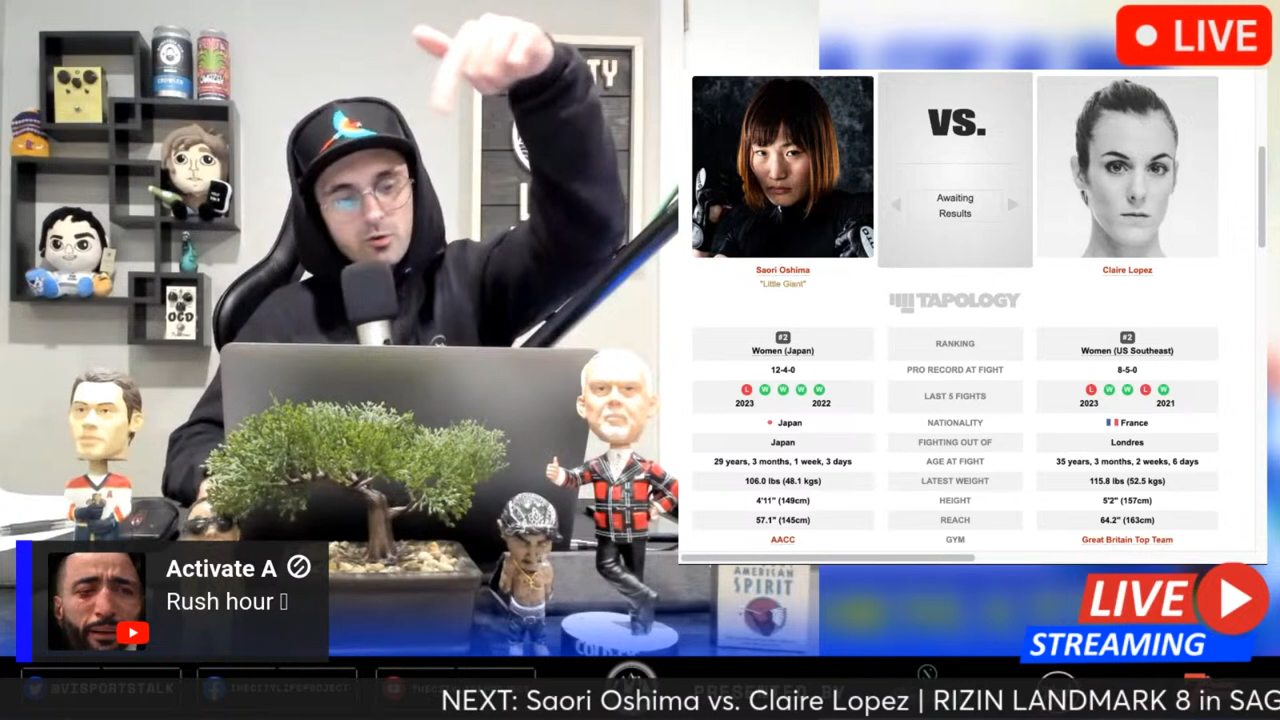 LIVE
TY
CROWLER
OCD
VS.
Awaiting
Results
Saori Oshima
"Little Giant"
Claire Lopez
TAPOLOGY
#2
Women (Japan)
RANKING
#2
Women (US Southeast)
12-4-0
PRO RECORD AT FIGHT
8-5-0
L W W W W
2023 2022
LAST 5 FIGHTS
L W W L W
2023 2021
Japan
NATIONALITY
France
Japan
FIGHTING OUT OF
Londres
29 years, 3 months, 1 week, 3 days
AGE AT FIGHT
35 years, 3 months, 2 weeks, 6 days
106.0 lbs (48.1 kgs)
LATEST WEIGHT
115.8 lbs (52.5 kgs)
4'11" (149cm)
HEIGHT
5'2" (157cm)
57.1" (145cm)
REACH
64.2" (163cm)
AACC
GYM
Great Britain Top Team
Activate A
Rush hour
AMERICAN
SPIRIT
LIVE
STREAMING
@VISPORTSTALK
THECITYLIFEPROJECT
PRESENTED BY
NEXT: Saori Oshima vs. Claire Lopez | RIZIN LANDMARK 8 in SAG